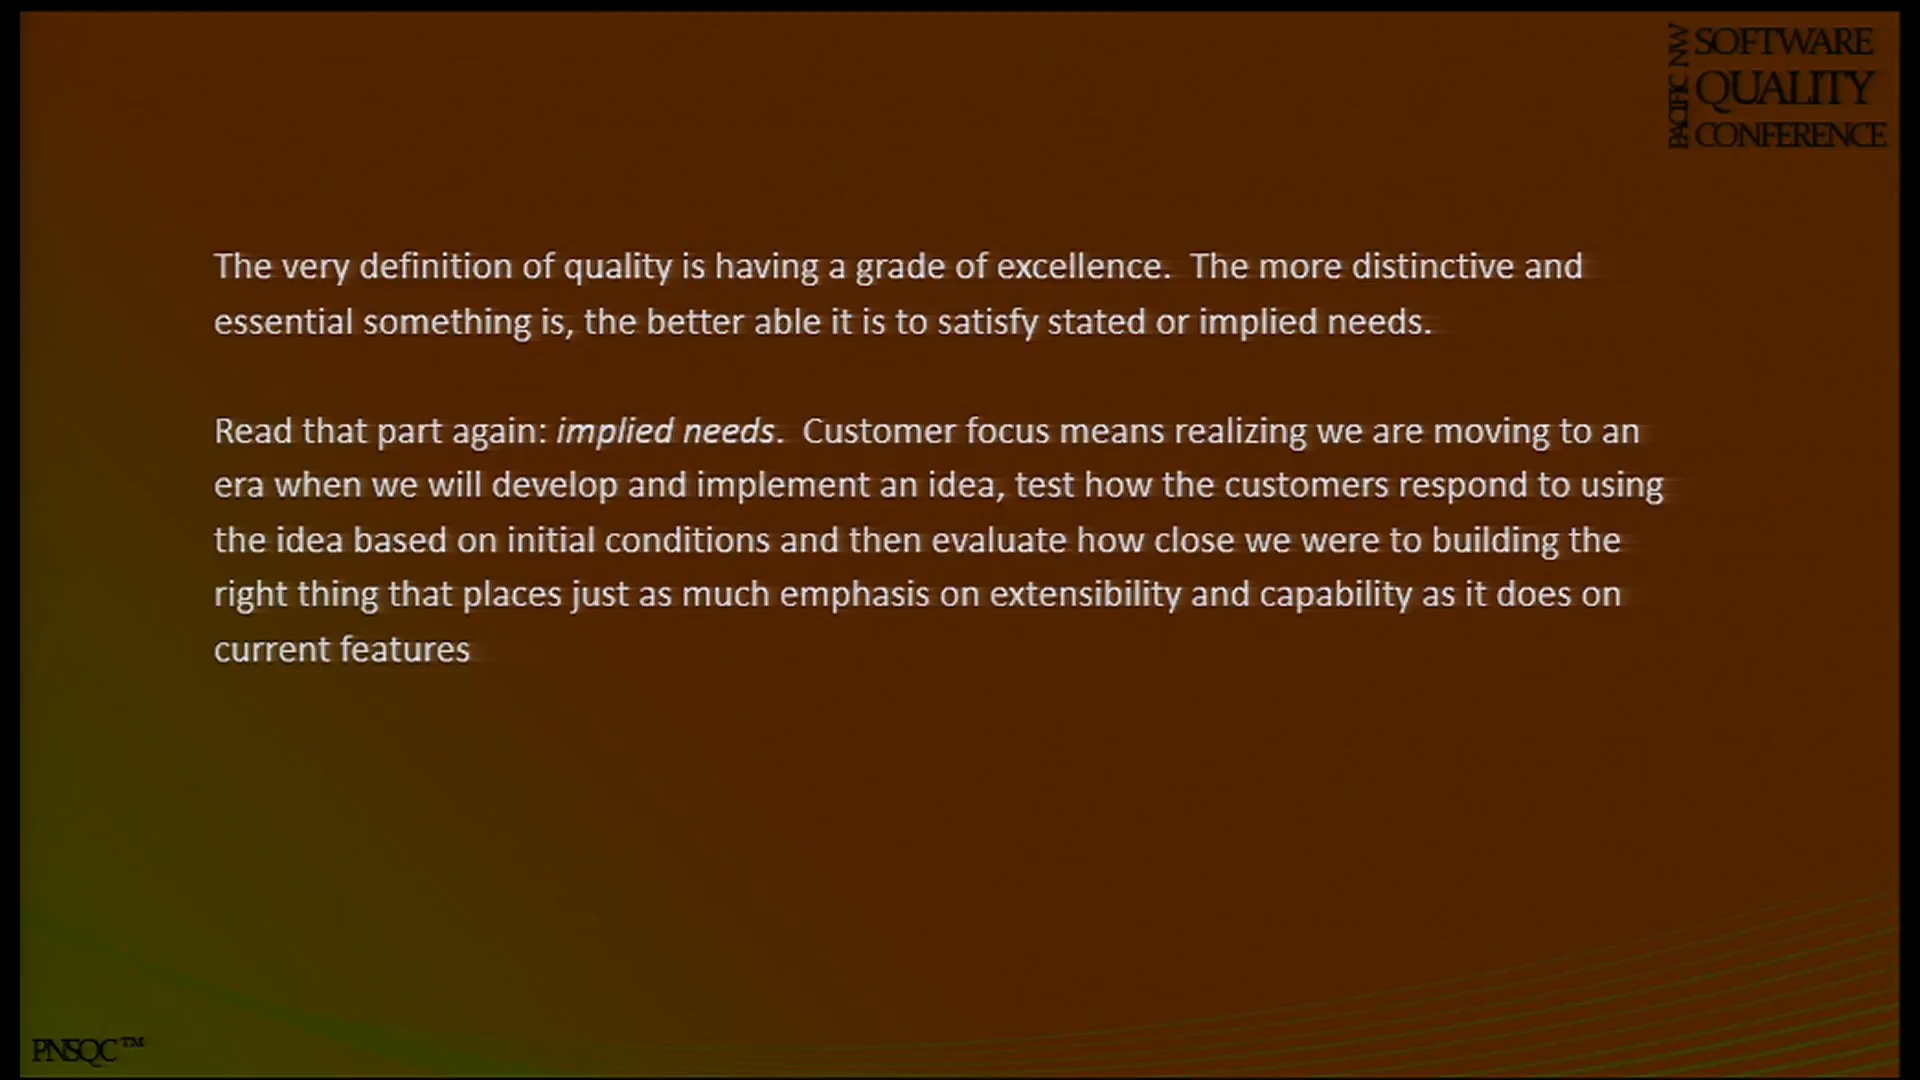 PACIFIC NW
SOFTWARE
QUALITY
CONFERENCE
The very definition of quality is having a grade of excellence. The more distinctive and
essential something is, the better able it is to satisfy stated or implied needs.
Read that part again: implied needs. Customer focus means realizing we are moving to an
era when we will develop and implement an idea, test how the customers respond to using
the idea based on initial conditions and then evaluate how close we were to building the
right thing that places just as much emphasis on extensibility and capability as it does on
current features
PNSQC™